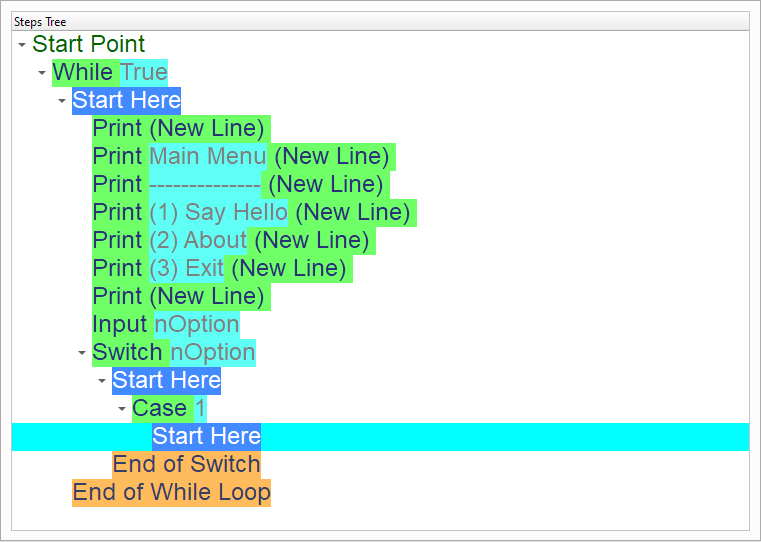 Steps Tree
Start Point
While True
Start Here
Print (New Line)
Print Main Menu (New Line)
Print -------------- (New Line)
Print (1) Say Hello (New Line)
Print (2) About (New Line)
Print (3) Exit (New Line)
Print (New Line)
Input nOption
Switch nOption
Start Here
Case 1
Start Here
End of Switch
End of While Loop